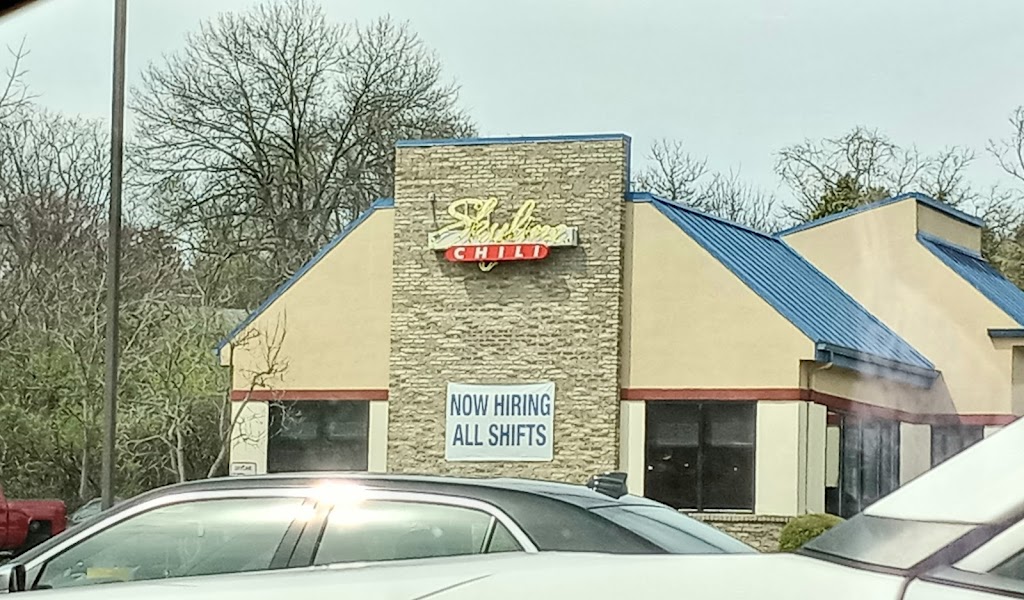 Skyline
CHILI
NOW HIRING
ALL SHIFTS